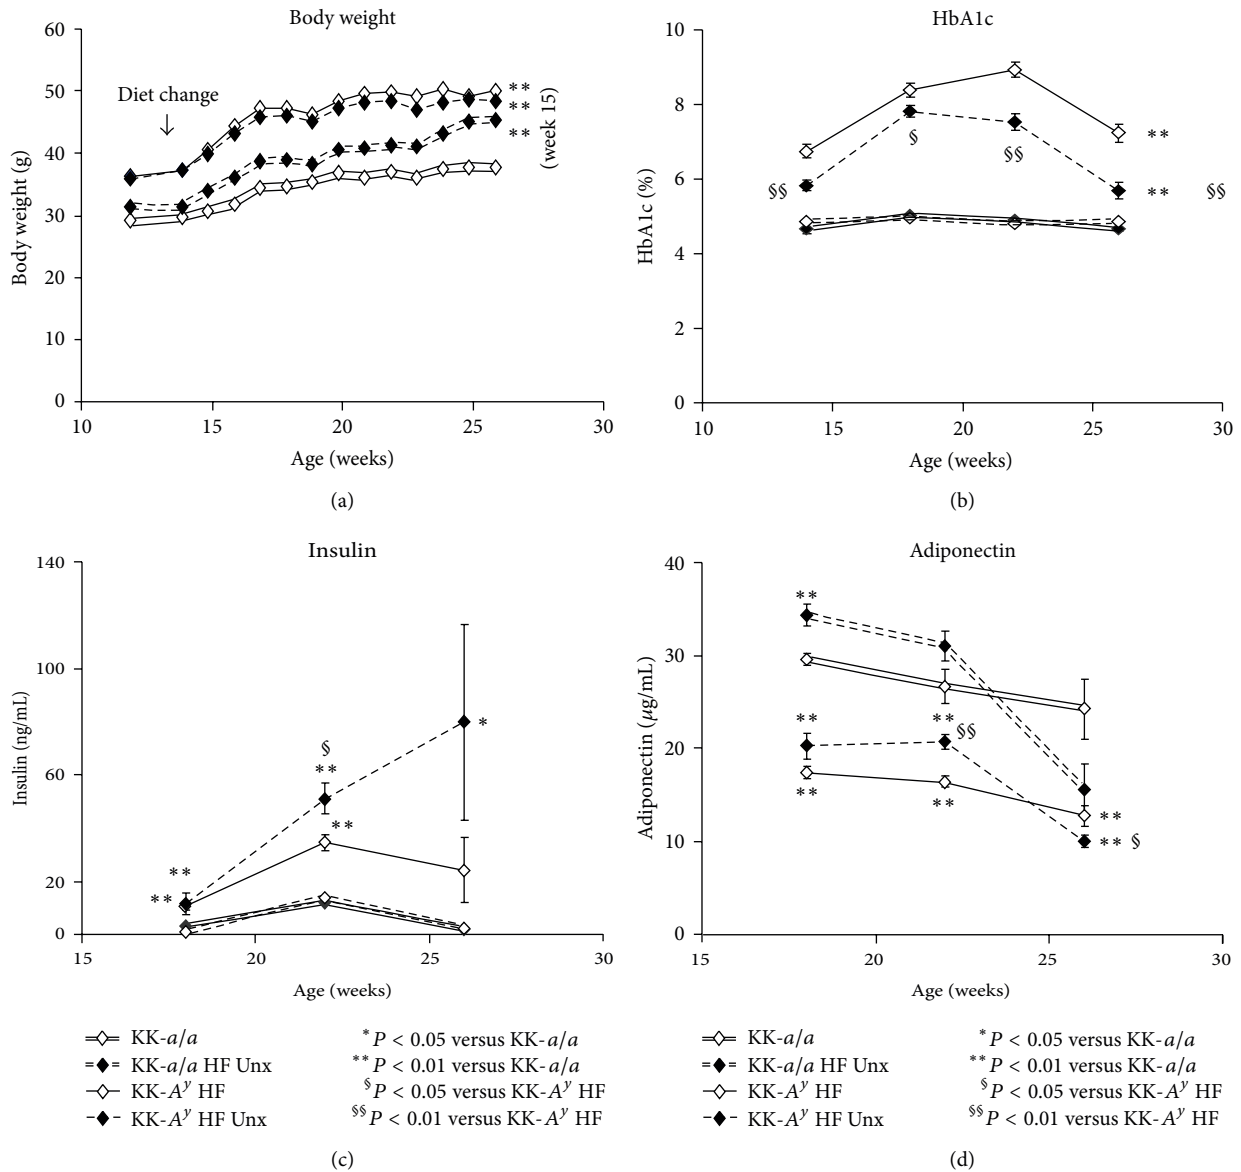 Body weight
60
50
40
30
20
10
0
Body weight (g)
Diet change
**
**
**
(week 15)
10 15 20 25 30
Age (weeks)
(a)
HbA1c
10
8
6
4
2
0
HbA1c (%)
§§
§
§§
**
** §§
10 15 20 25 30
Age (weeks)
(b)
Insulin
140
100
60
20
0
Insulin (ng/mL)
**
**
§
**
**
*
15 20 25 30
Age (weeks)
(c)
KK-a/a
KK-a/a HF Unx
KK-A^y HF
KK-A^y HF Unx
*P < 0.05 versus KK-a/a
**P < 0.01 versus KK-a/a
§P < 0.05 versus KK-A^y HF
§§P < 0.01 versus KK-A^y HF
Adiponectin
40
30
20
10
0
Adiponectin (μg/mL)
**
**
**
** §§
**
**
** §
15 20 25 30
Age (weeks)
KK-a/a
KK-a/a HF Unx
KK-A^y HF
KK-A^y HF Unx
*P < 0.05 versus KK-a/a
**P < 0.01 versus KK-a/a
§P < 0.05 versus KK-A^y HF
§§P < 0.01 versus KK-A^y HF
(d)